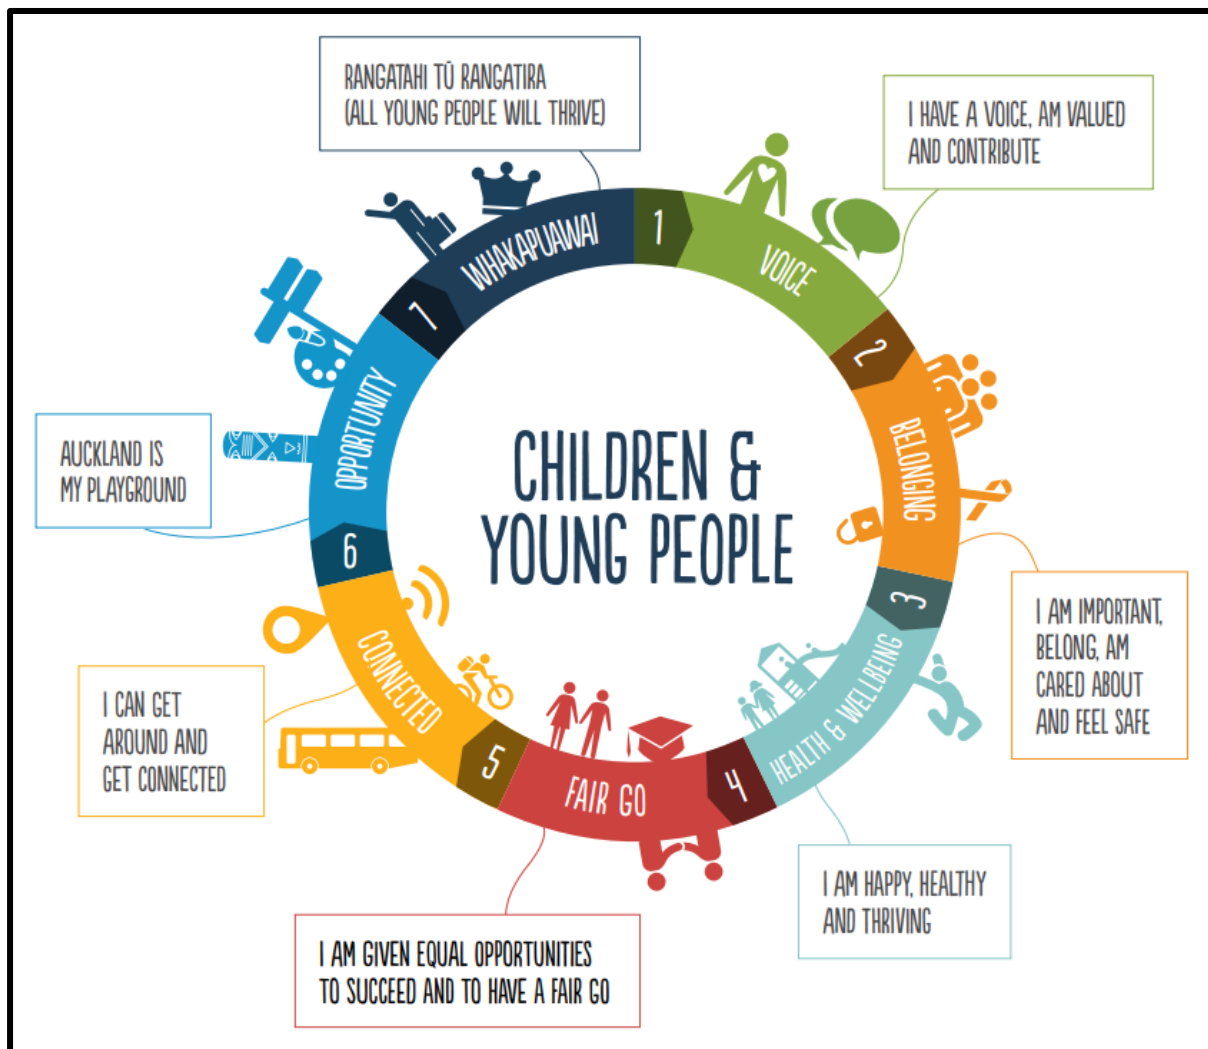 RANGATAHI TŪ RANGATIRA
(ALL YOUNG PEOPLE WILL THRIVE)
I HAVE A VOICE, AM VALUED
AND CONTRIBUTE
1
VOICE
2
BELONGING
I AM IMPORTANT,
BELONG, AM
CARED ABOUT
AND FEEL SAFE
3
HEALTH & WELLBEING
I AM HAPPY, HEALTHY
AND THRIVING
4
FAIR GO
I AM GIVEN EQUAL OPPORTUNITIES
TO SUCCEED AND TO HAVE A FAIR GO
5
CONNECTED
I CAN GET
AROUND AND
GET CONNECTED
6
OPPORTUNITY
AUCKLAND IS
MY PLAYGROUND
7
WHAKAPUAWAI
CHILDREN &
YOUNG PEOPLE